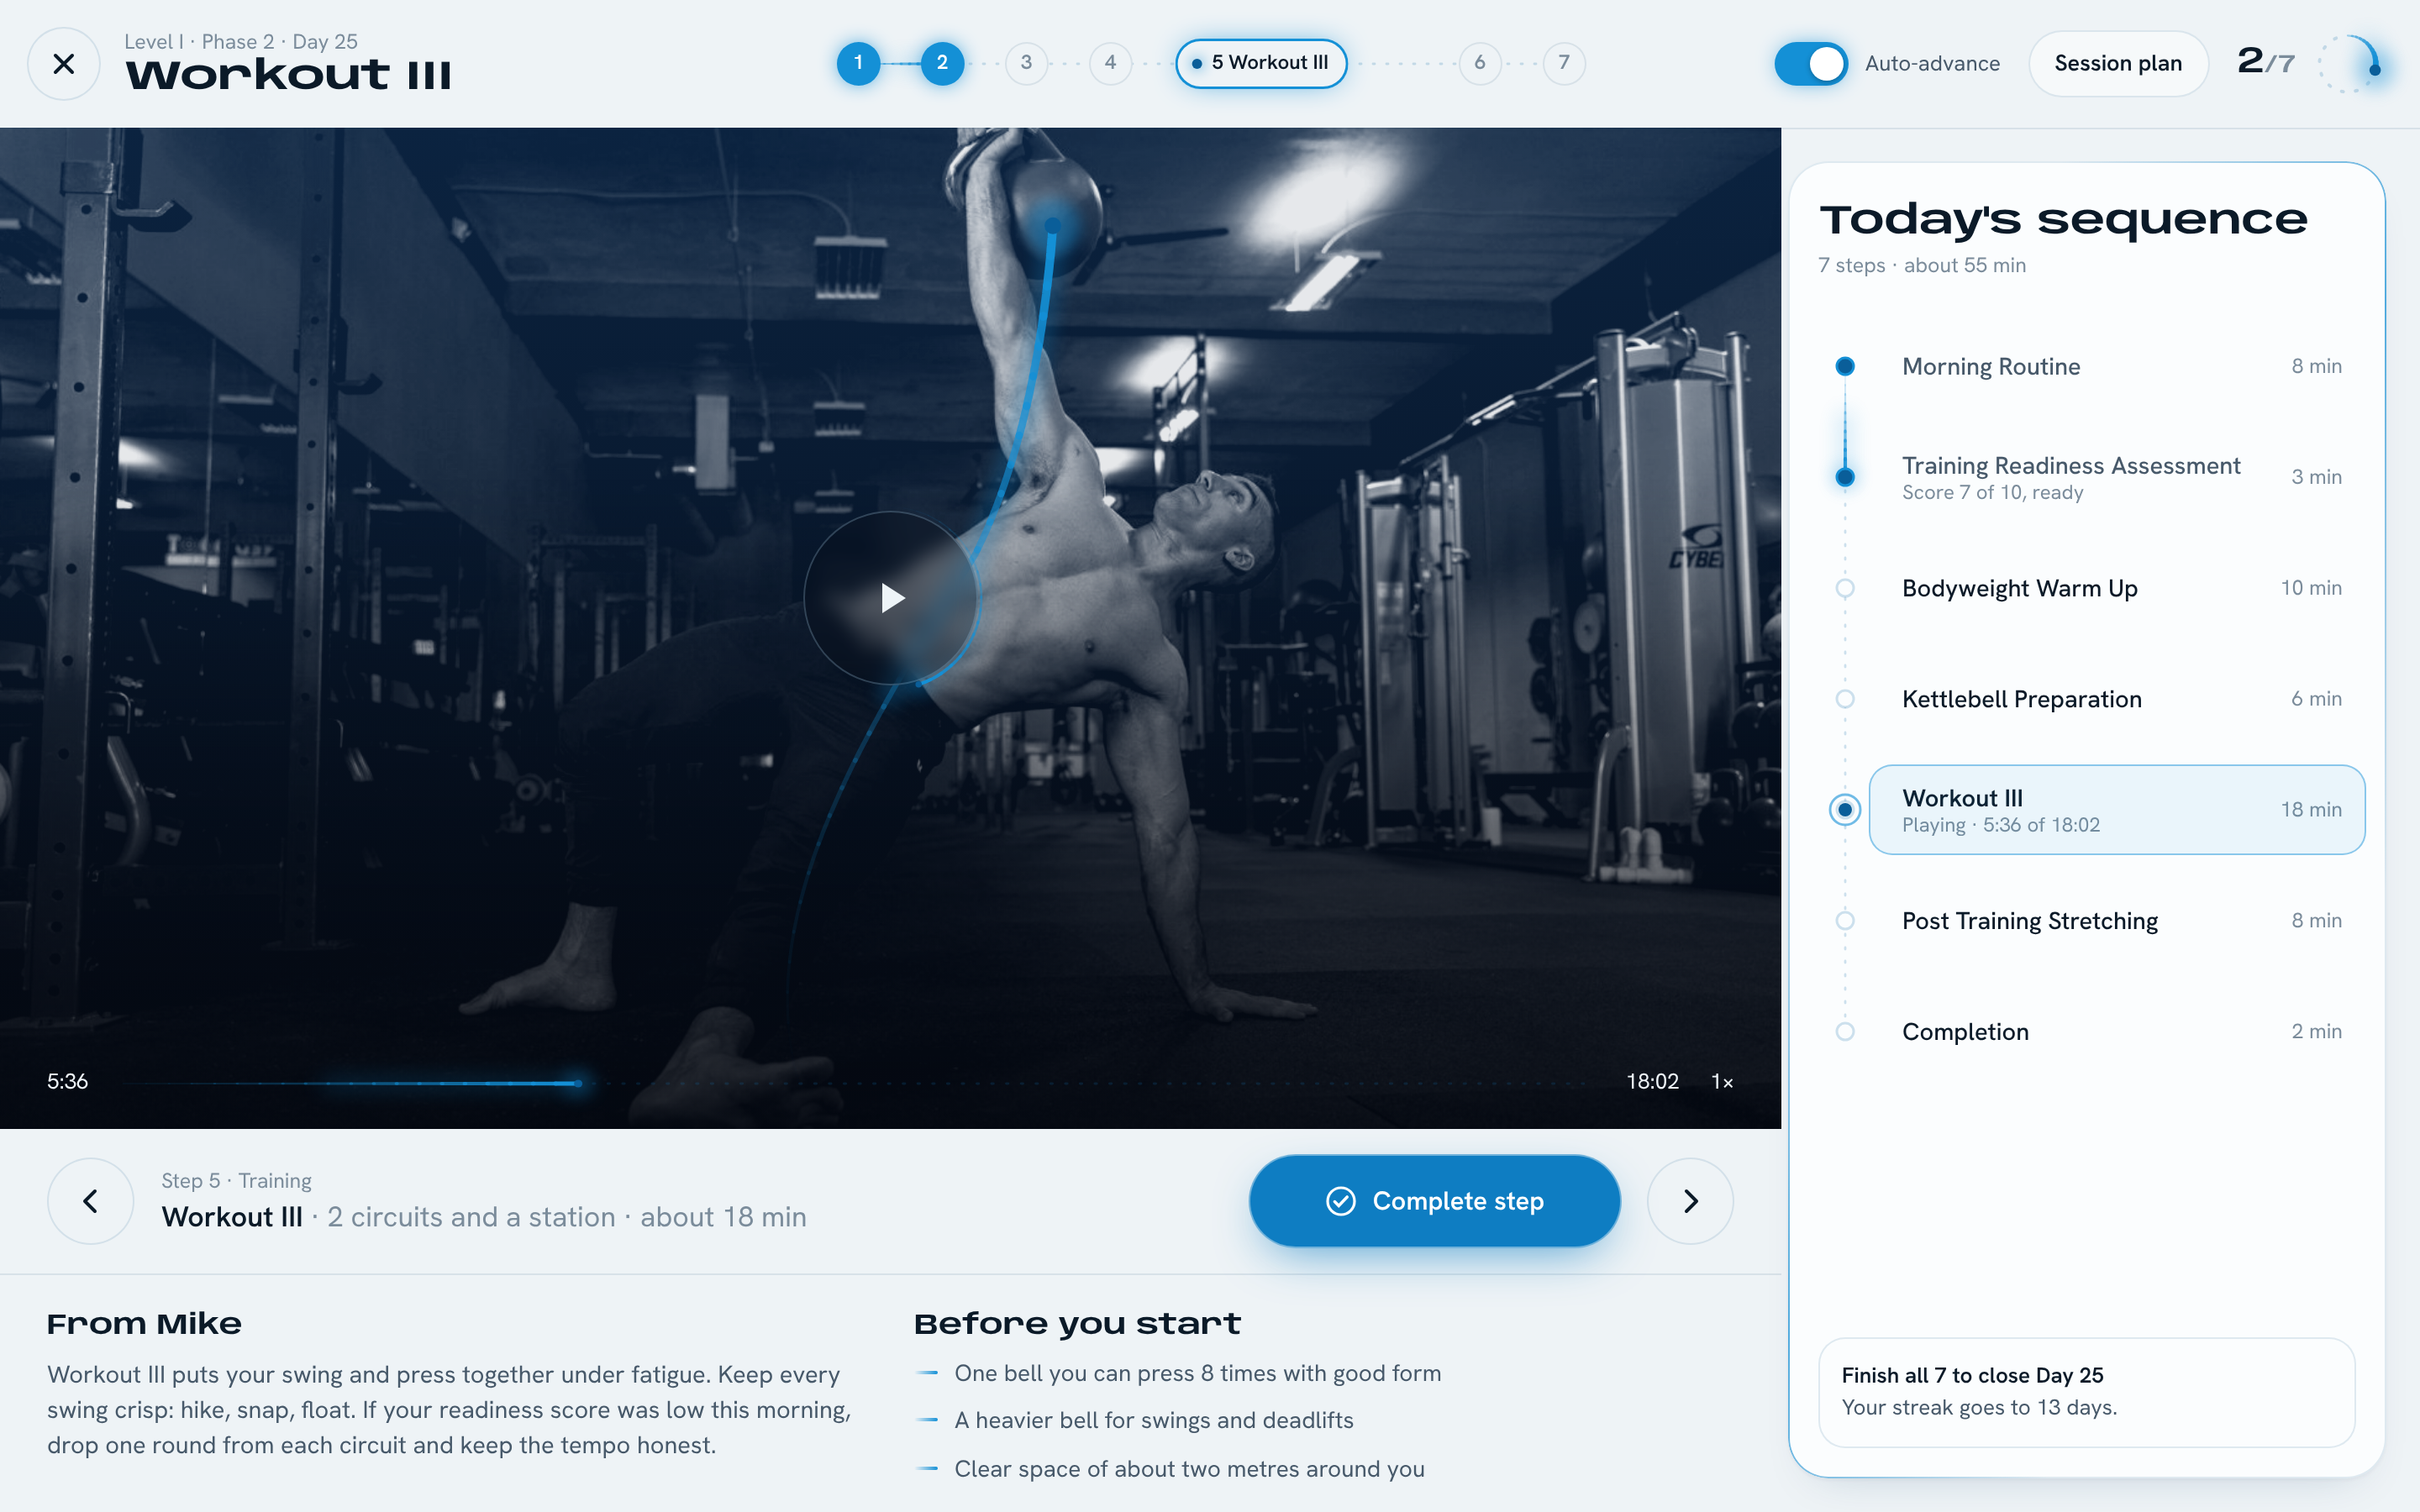 Level I · Phase 2 · Day 25
Workout III
1
2
3
4
5 Workout III
6
7
Auto-advance
Session plan
2/7
CYBE
5:36
18:02
1×
Step 5 · Training
Workout III · 2 circuits and a station · about 18 min
Complete step
From Mike
Workout III puts your swing and press together under fatigue. Keep every
swing crisp: hike, snap, float. If your readiness score was low this morning,
drop one round from each circuit and keep the tempo honest.
Before you start
One bell you can press 8 times with good form
A heavier bell for swings and deadlifts
Clear space of about two metres around you
Today's sequence
7 steps · about 55 min
Morning Routine
8 min
Training Readiness Assessment
Score 7 of 10, ready
3 min
Bodyweight Warm Up
10 min
Kettlebell Preparation
6 min
Workout III
Playing · 5:36 of 18:02
18 min
Post Training Stretching
8 min
Completion
2 min
Finish all 7 to close Day 25
Your streak goes to 13 days.